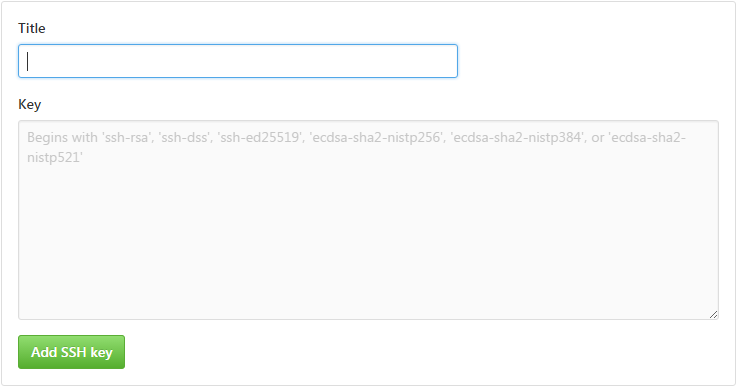 Title
Key
Begins with 'ssh-rsa', 'ssh-dss', 'ssh-ed25519', 'ecdsa-sha2-nistp256', 'ecdsa-sha2-nistp384', or 'ecdsa-sha2-
nistp521'
Add SSH key